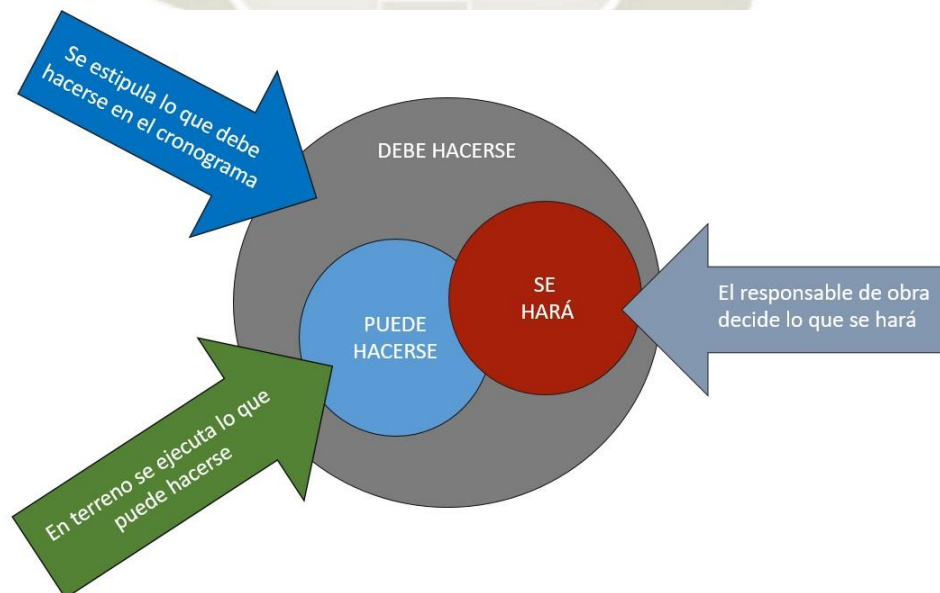 Se estipula lo que debe
hacerse en el cronograma
DEBE HACERSE
SE
HARÁ
PUEDE
HACERSE
El responsable de obra
decide lo que se hará
En terreno se ejecuta lo que
puede hacerse